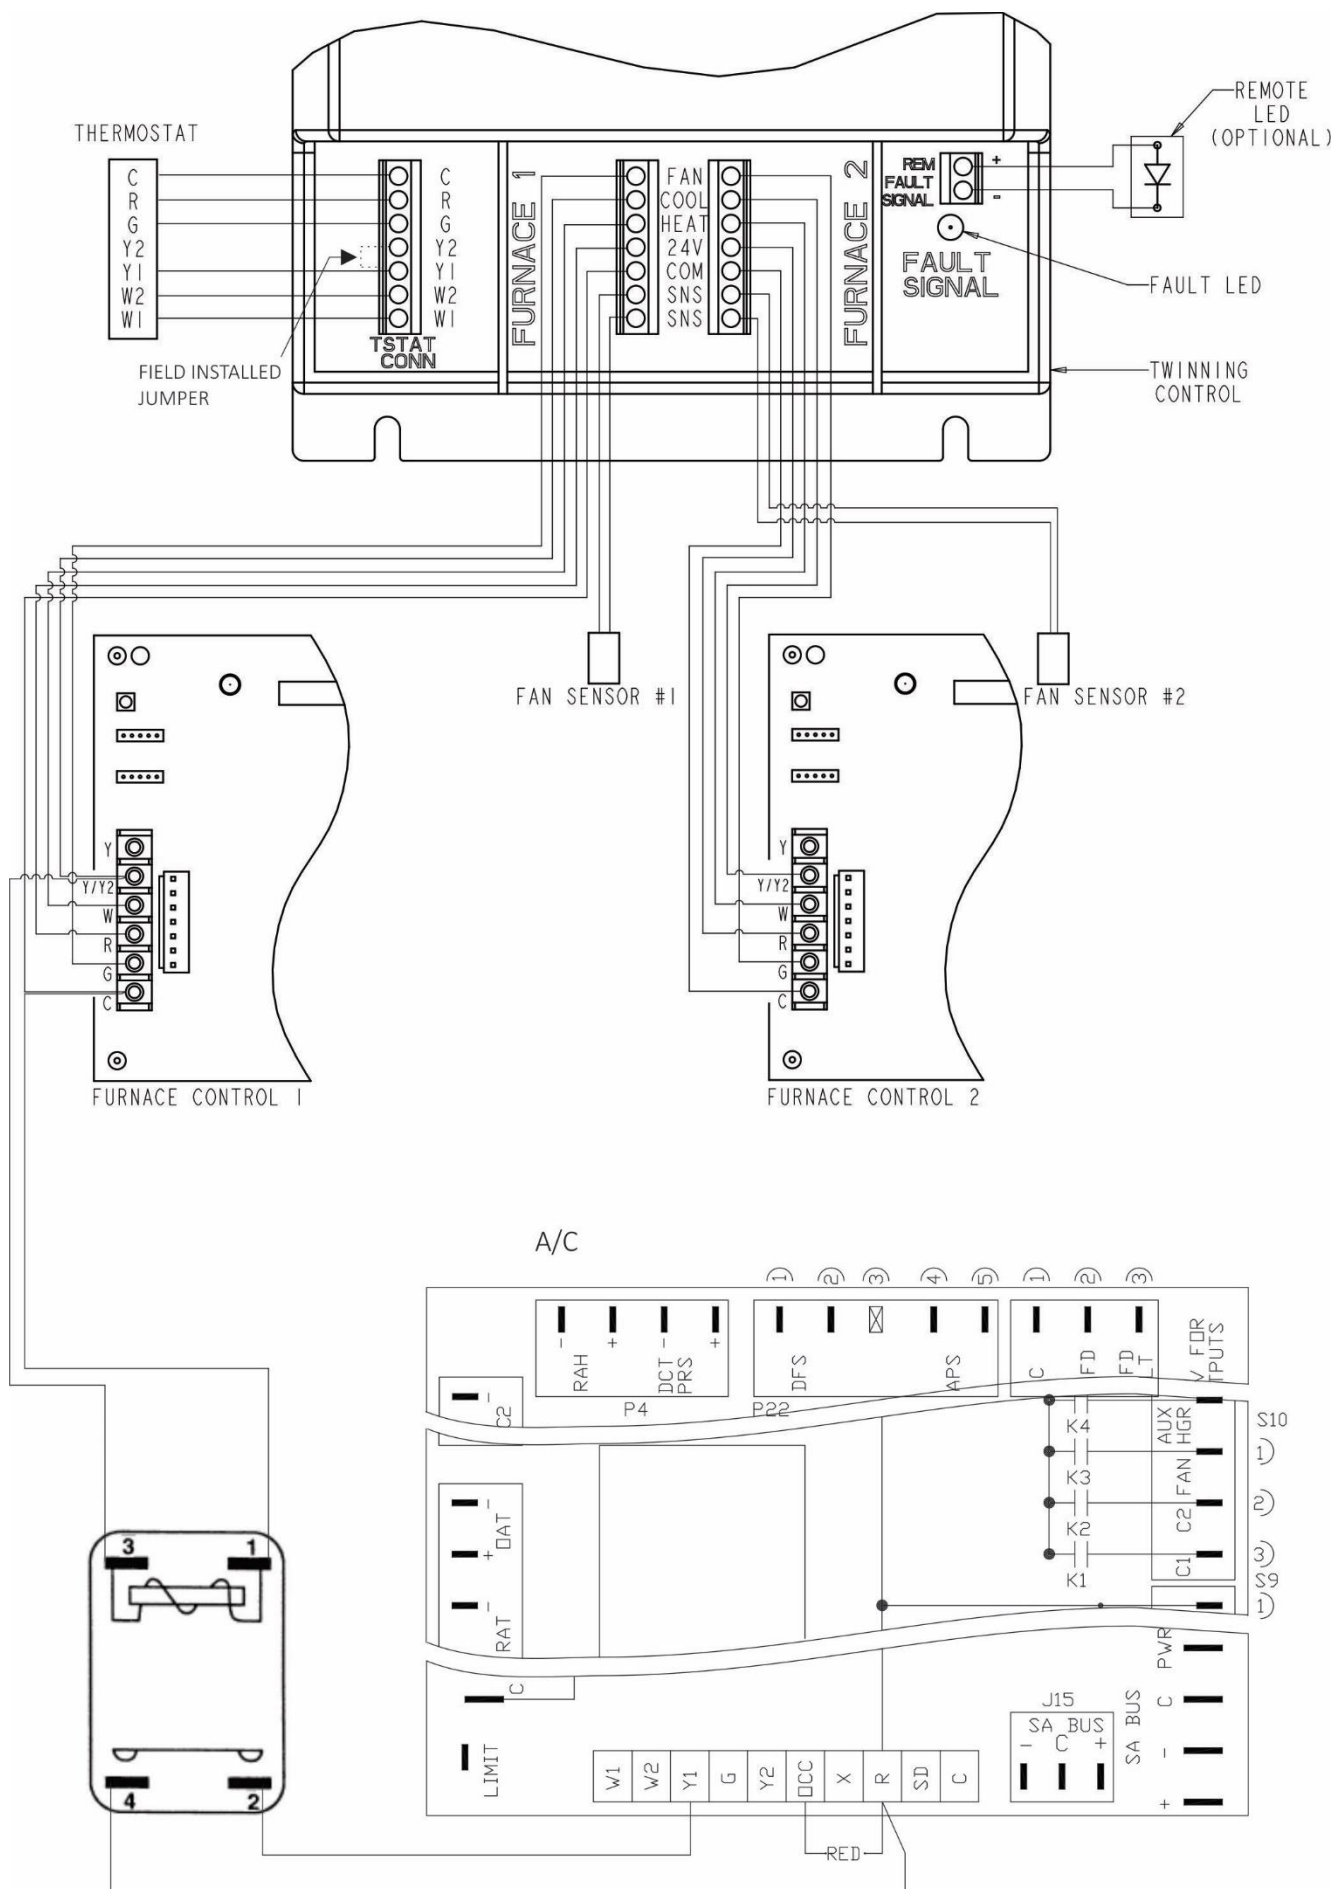 REMOTE
LED
(OPTIONAL)
THERMOSTAT
C
R
G
Y2
Y1
W2
W1
C
R
G
Y2
Y1
W2
W1
TSTAT
CONN
FIELD INSTALLED
JUMPER
FURNACE 1
FAN
COOL
HEAT
24V
COM
SNS
SNS
FURNACE 2
REM
FAULT
SIGNAL
+
-
FAULT
SIGNAL
FAULT LED
TWINNING
CONTROL
FAN SENSOR #1
FAN SENSOR #2
Y
Y/Y2
W
R
G
C
FURNACE CONTROL 1
Y
Y/Y2
W
R
G
C
FURNACE CONTROL 2
A/C
1
2
3
4
5
1
2
3
- + - +
RAH
DCT
PRS
P4
DFS
APS
P22
C
FD
FD
LT
V FOR
TPUTS
-
C2
K4
K3
K2
K1
AUX
HGR
FAN
C2
C1
S10
1
2
3
S9
1
-
+
OAT
-
RAT
C
LIMIT
W1
W2
Y1
G
Y2
OCC
X
R
SD
C
RED
J15
SA BUS
- C +
PWR
C
-
+
SA BUS
3
1
4
2